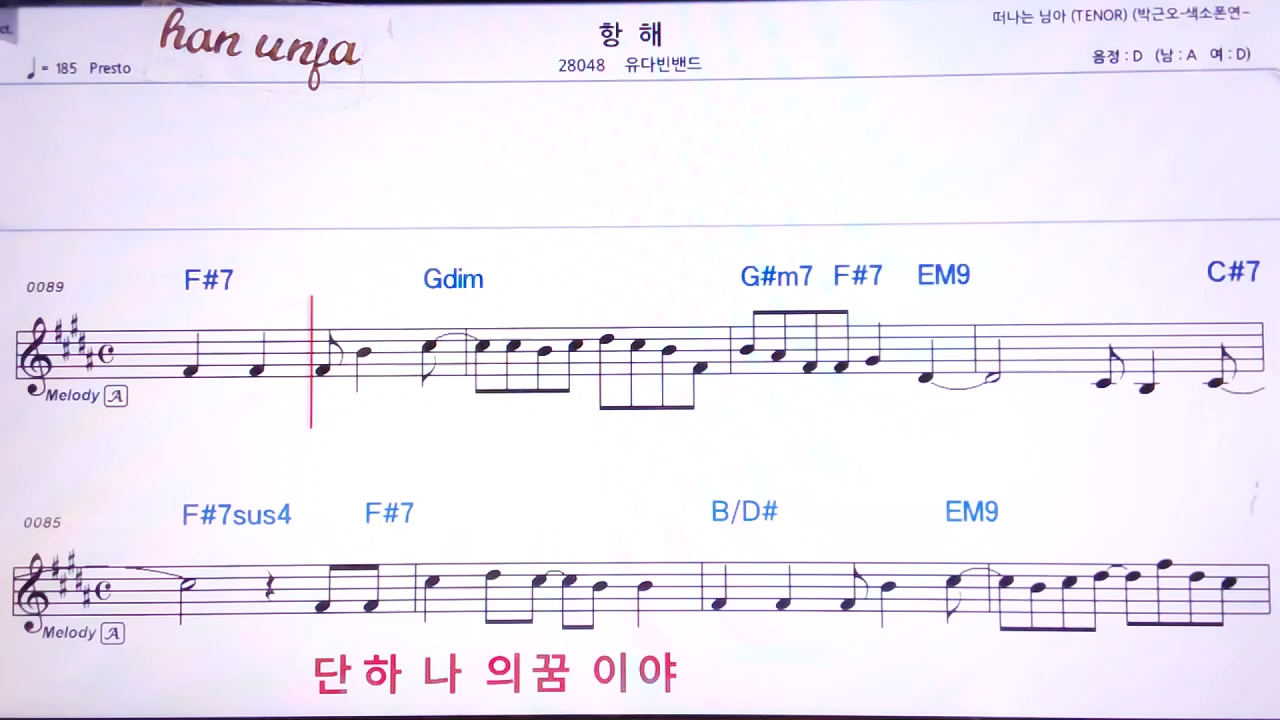 ct.
han unfa
항 해
떠나는 님아 (TENOR) (박근오-색소폰연-
♩ = 185 Presto
28048 유다빈밴드
음정 : D (남 : A 여 : D)
0089
F#7 Gdim G#m7 F#7 EM9 C#7
Melody A
0085
F#7sus4 F#7 B/D# EM9
Melody A
단 하 나 의 꿈 이 야